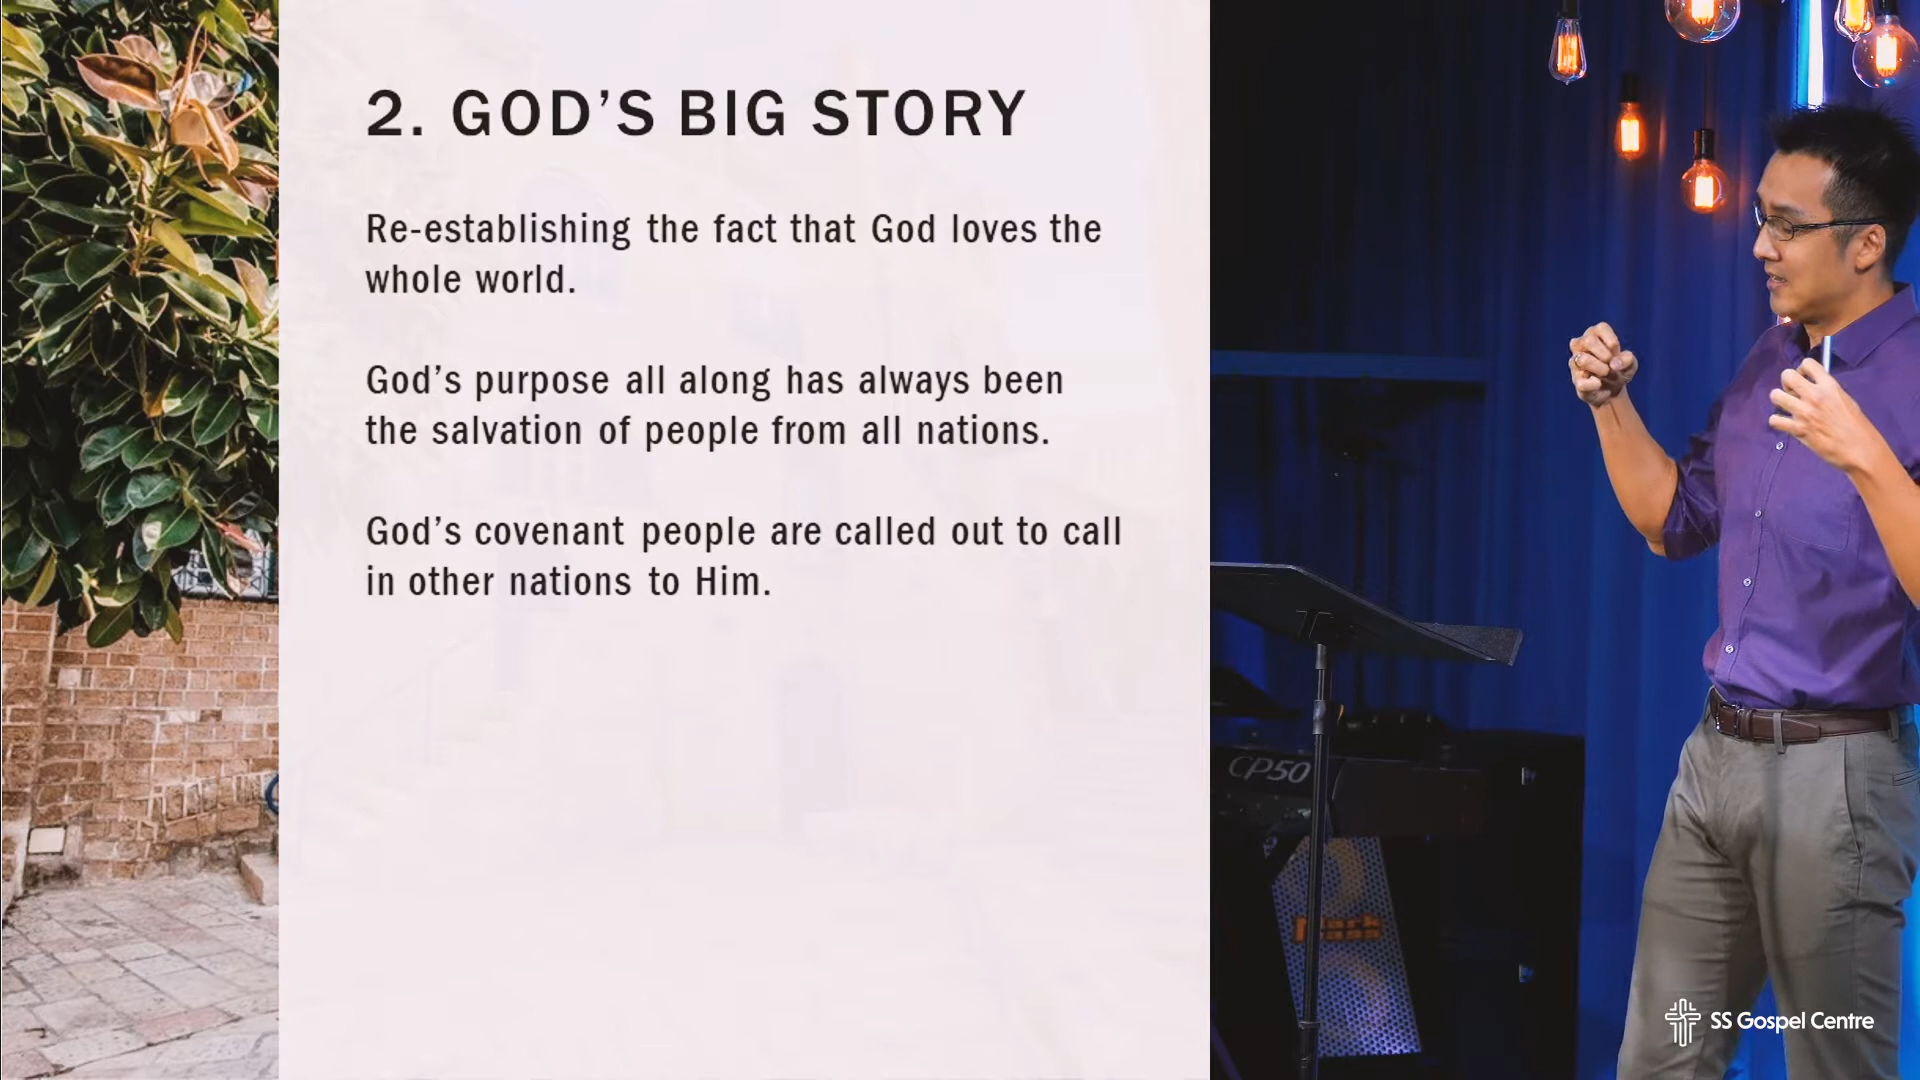 2. GOD’S BIG STORY
Re-establishing the fact that God loves the
whole world.
God’s purpose all along has always been
the salvation of people from all nations.
God’s covenant people are called out to call
in other nations to Him.
CP50
Mark
Bass
SS Gospel Centre